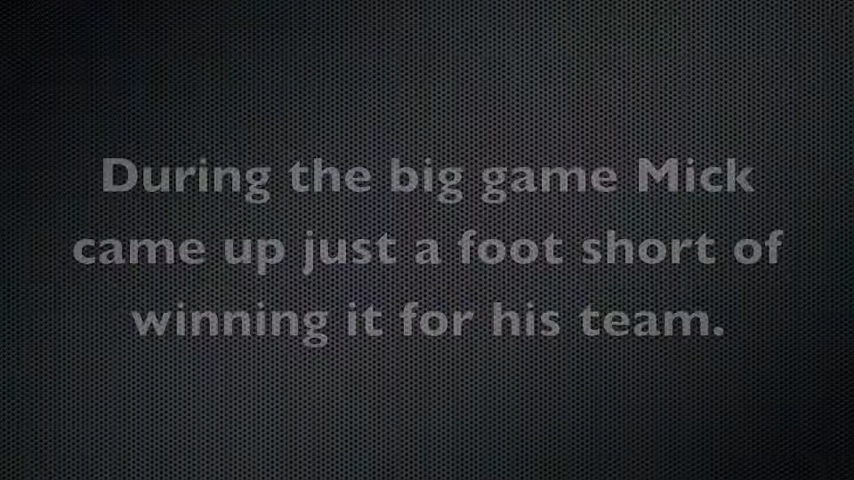 During the big game Mick
came up just a foot short of
winning it for his team.